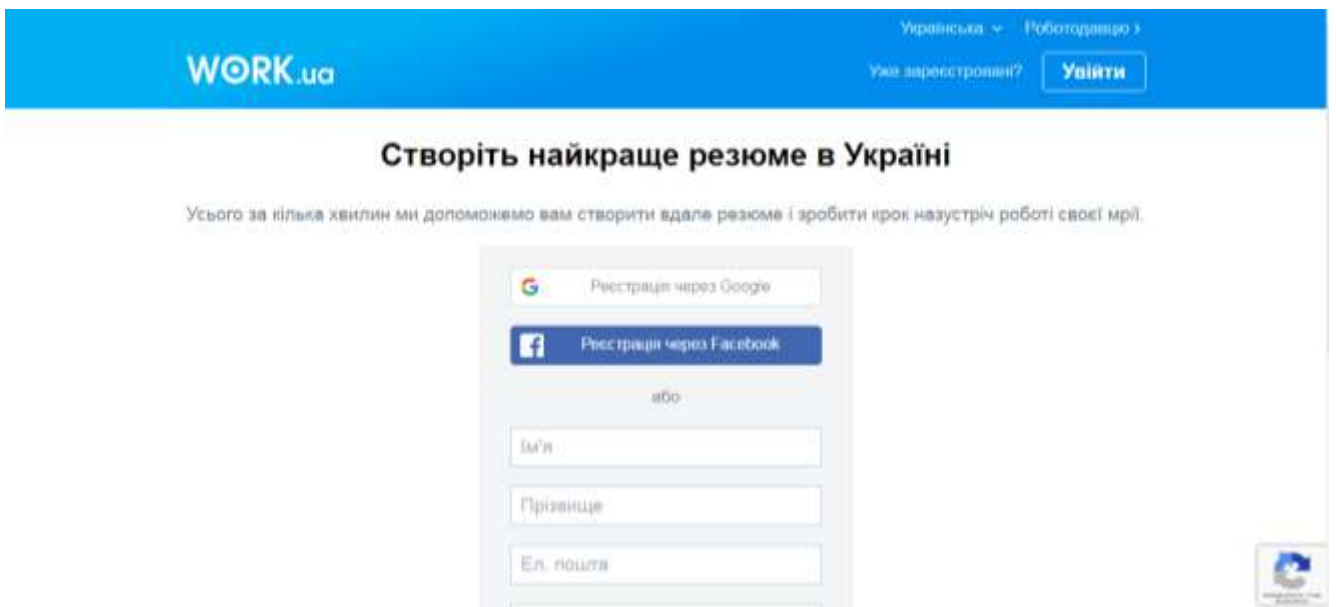 Українська
Роботодавцю
WORK.ua
Уже зареєстровані?
Увійти
Створіть найкраще резюме в Україні
Усього за кілька хвилин ми допоможемо вам створити вдале резюме і зробити крок назустріч роботі своєї мрії.
Реєстрація через Google
Реєстрація через Facebook
або
Ім'я
Прізвище
Ел. пошта